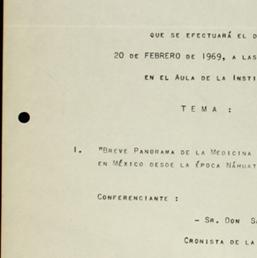 QUE SE EFECTUARÁ EL D
20 DE FEBRERO DE 1969, A LAS
EN EL AULA DE LA INSTI
TEMA :
1. "BREVE PANORAMA DE LA MEDICINA
EN MÉXICO DESDE LA ÉPOCA NÁHUAT
CONFERENCIANTE :
- SR. DON S
CRONISTA DE LA